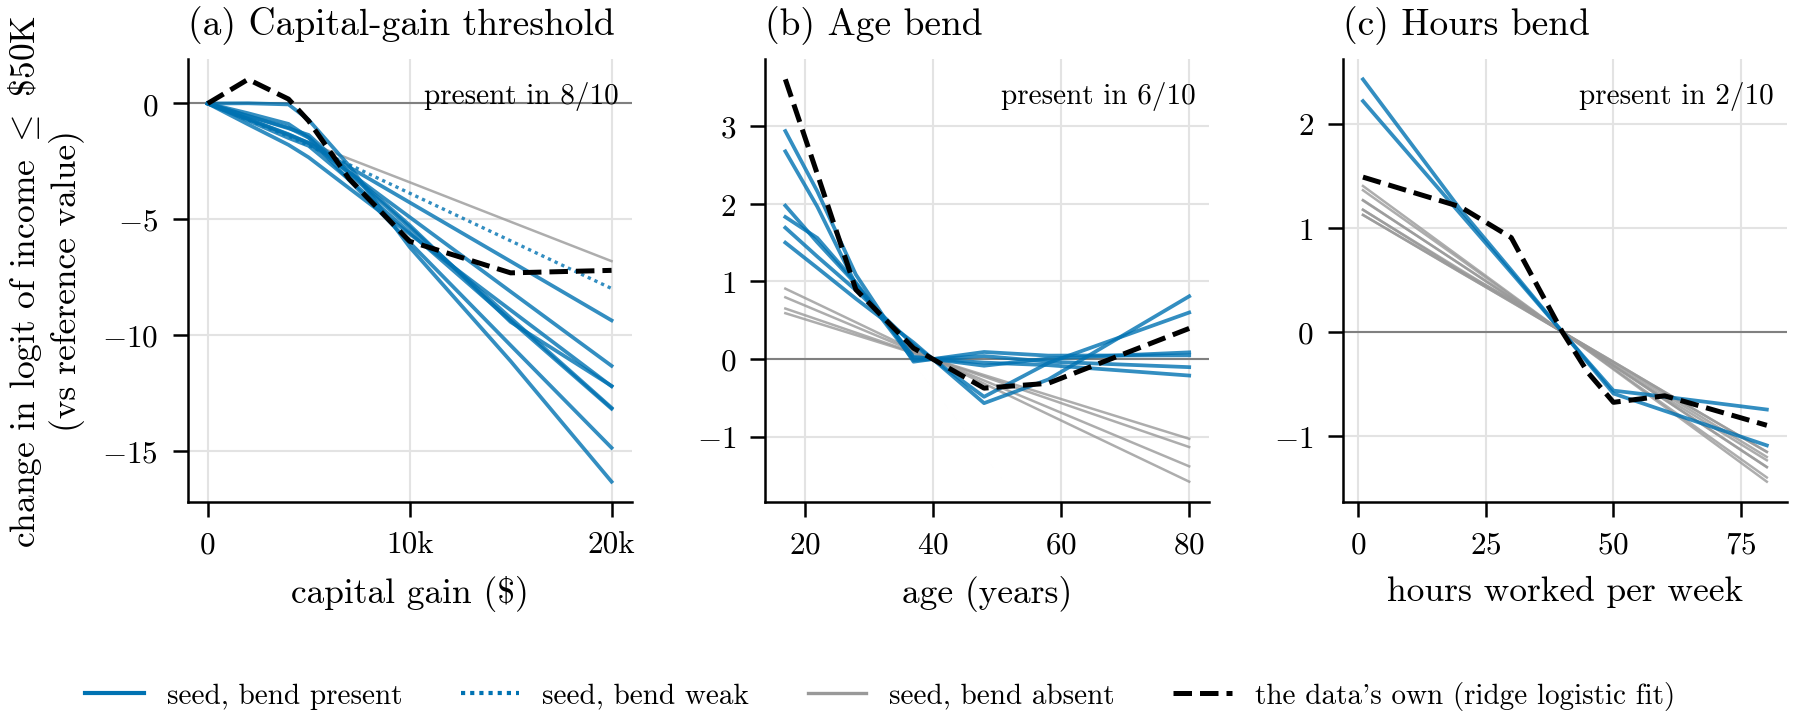 (a) Capital-gain threshold
(b) Age bend
(c) Hours bend
change in logit of income ≤ $50K
(vs reference value)
present in 8/10
0
−5
−10
−15
0
10k
20k
capital gain ($)
present in 6/10
3
2
1
0
−1
20
40
60
80
age (years)
present in 2/10
2
1
0
−1
0
25
50
75
hours worked per week
seed, bend present
seed, bend weak
seed, bend absent
the data's own (ridge logistic fit)